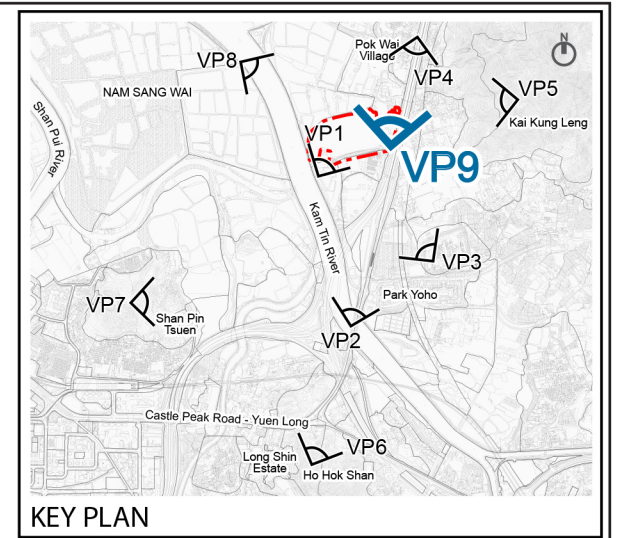 N
Pok Wai
Village
VP8
VP4
VP5
NAM SANG WAI
Kai Kung Leng
Shan Pui River
VP1
VP9
Kam Tin River
VP3
Park Yoho
VP7
Shan Pin
Tsuen
VP2
Castle Peak Road - Yuen Long
Long Shin
Estate
VP6
Ho Hok Shan
KEY PLAN